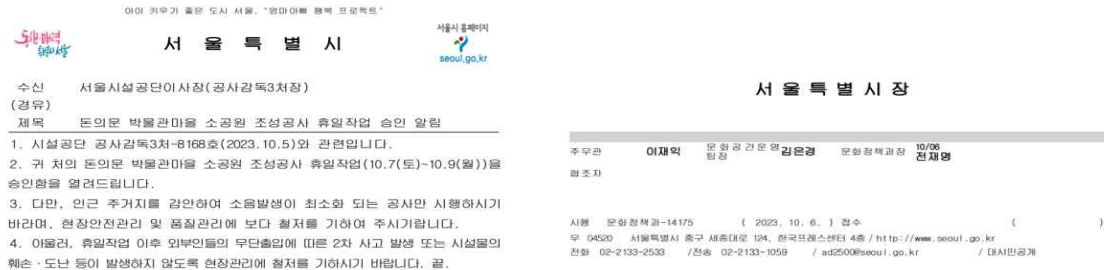 아이 키우기 좋은 도시 서울, "엄마아빠 행복 프로젝트"
동행·매력
특별시 서울
서 울 특 별 시
서울시 홈페이지
seoul.go.kr
수신 서울시설공단이사장(공사감독3처장)
(경유)
제목 돈의문 박물관마을 소공원 조성공사 휴일작업 승인 알림
1. 시설공단 공사감독3처-8168호(2023.10.5)와 관련입니다.
2. 귀 처의 돈의문 박물관마을 소공원 조성공사 휴일작업(10.7(토)~10.9(월))을
승인함을 열려드립니다.
3. 다만, 인근 주거지를 감안하여 소음발생이 최소화 되는 공사만 시행하시기
바라며, 현장안전관리 및 품질관리에 보다 철저를 기하여 주시기랍니다.
4. 아울러, 휴일작업 이후 외부인들의 무단출입에 따른 2차 사고 발생 또는 시설물의
훼손·도난 등이 발생하지 않도록 현장관리에 철저를 기하시기 바랍니다. 끝.
서 울 특 별 시 장
주무관 이재익 문화공간운영팀장 김은경 문화정책과장 10/06 전재명
협조자
시행 문화정책과-14175 ( 2023. 10. 6. ) 접수 ( )
우 04520 서울특별시 중구 세종대로 124, 한국프레스센터 4층 / http://www.seoul.go.kr
전화 02-2133-2533 /전송 02-2133-1059 / ad2500@seoul.go.kr / 대시민공개